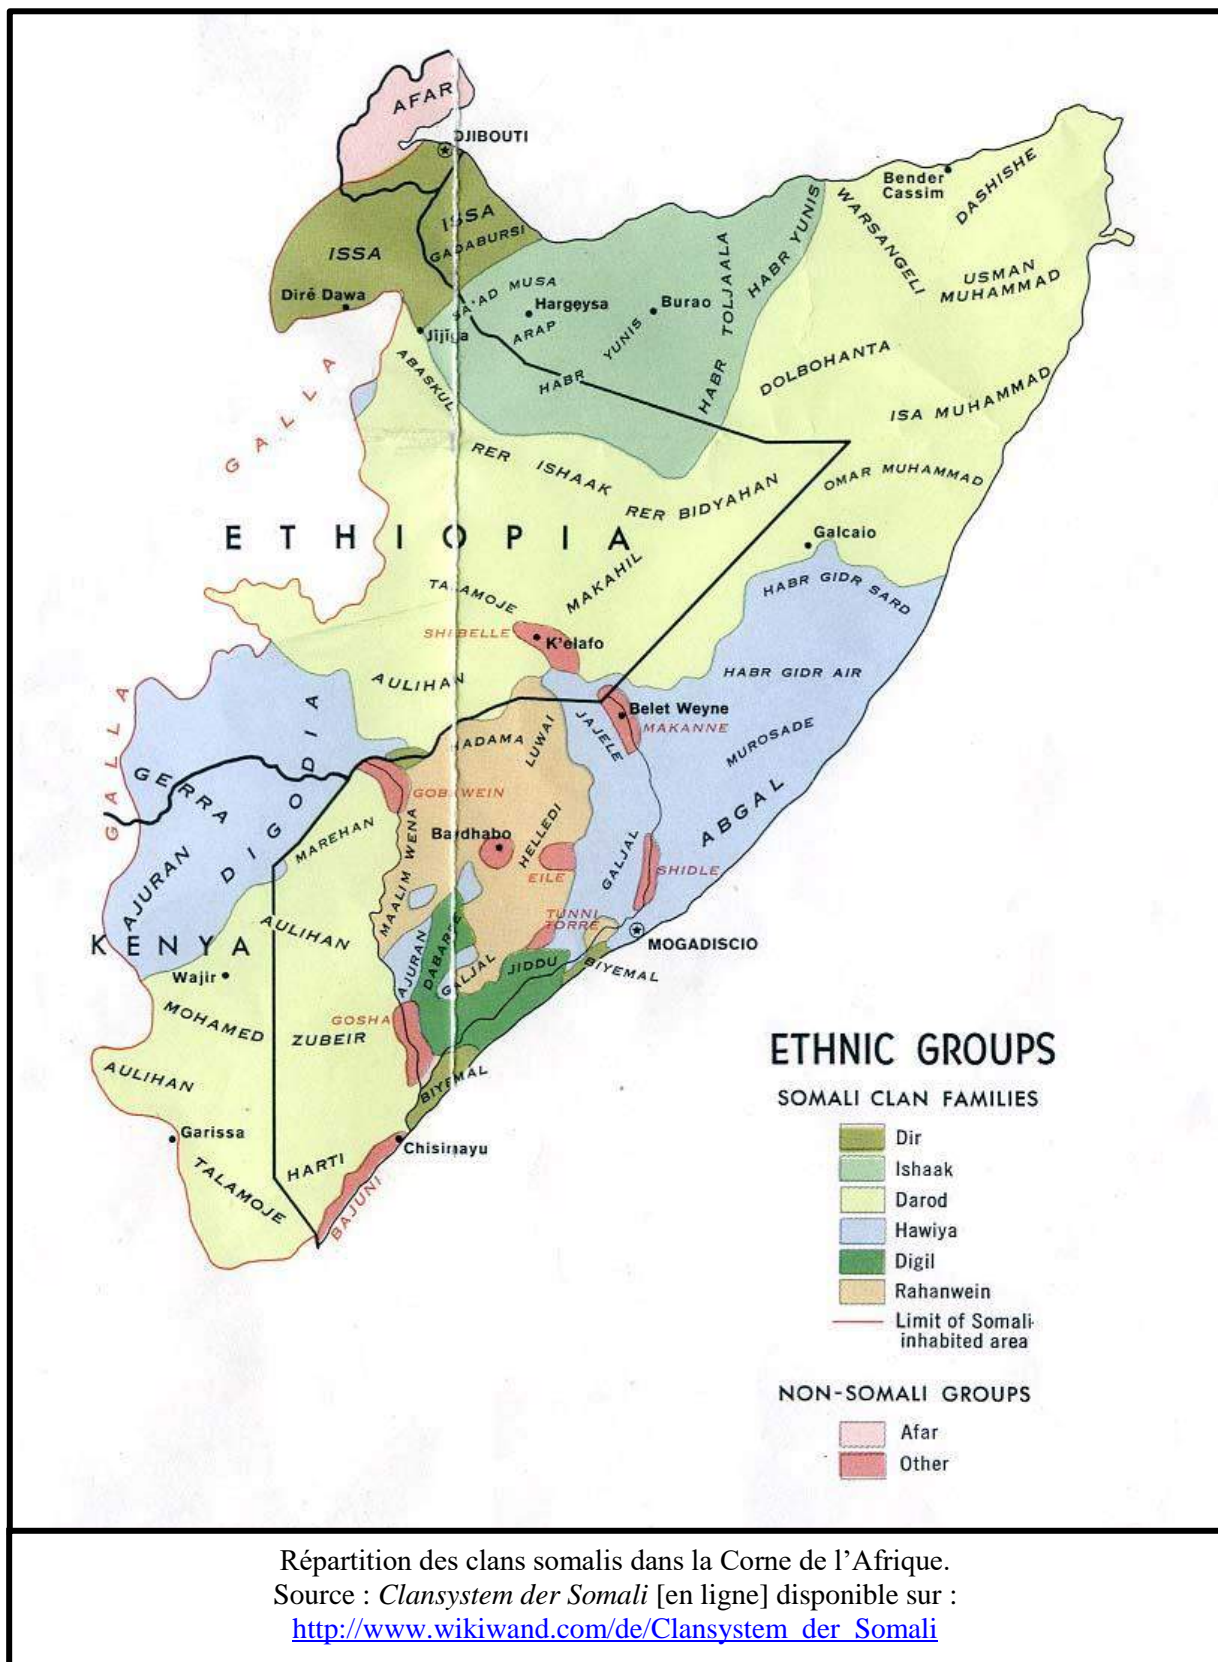 AFAR
DJIBOUTI
ISSA
GADABURSI
ISSA
Diré Dawa
Jijiga
SA'AD MUSA
Hargeysa
ARAP
Burao
HABR YUNIS
HABR TOLJAALA
HABR YUNIS
WARSANGELI
Bender
Cassim
DASHISHE
USMAN
MUHAMMAD
DOLBOHANTA
ISA MUHAMMAD
OMAR MUHAMMAD
ABASKUL
GALLA
RER ISHAAK
RER BIDYAHAN
ETHIOPIA
Galcaio
HABR GIDR SARD
TALAMOJE
MAKAHIL
SHIBELLE
K'elafo
HABR GIDR AIR
AULIHAN
GALLA
Belet Weyne
MAKANNE
JAJELE
LUWAI
HADAMA
MUROSADE
ABGAL
GERRA
DIGODIA
AJURAN
GOBAWEIN
MAREHAN
Bardhabo
HELLEDI
EILE
GALJAL
SHIDLE
MAALIM WENA
AULIHAN
TUNNI
TORRE
MOGADISCIO
KENYA
Wajir
AJURAN
DABARRE
GALJAL
JIDDU
BIYEMAL
MOHAMED ZUBEIR
GOSHA
AULIHAN
BIYEMAL
Garissa
Chisimayu
HARTI
TALAMOJE
BAJUNI
ETHNIC GROUPS
SOMALI CLAN FAMILIES
Dir
Ishaak
Darod
Hawiya
Digil
Rahanwein
Limit of Somali-
inhabited area
NON-SOMALI GROUPS
Afar
Other
Répartition des clans somalis dans la Corne de l'Afrique.
Source : Clansystem der Somali [en ligne] disponible sur :
http://www.wikiwand.com/de/Clansystem_der_Somali